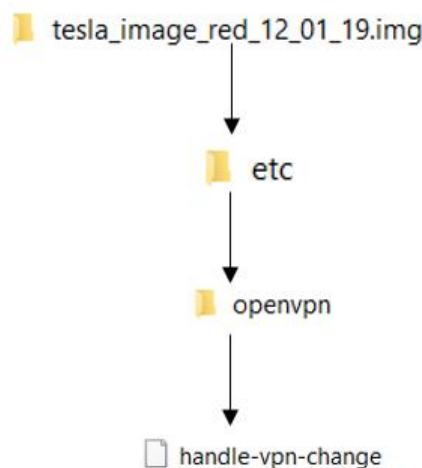 tesla_image_red_12_01_19.img
etc
openvpn
handle-vpn-change